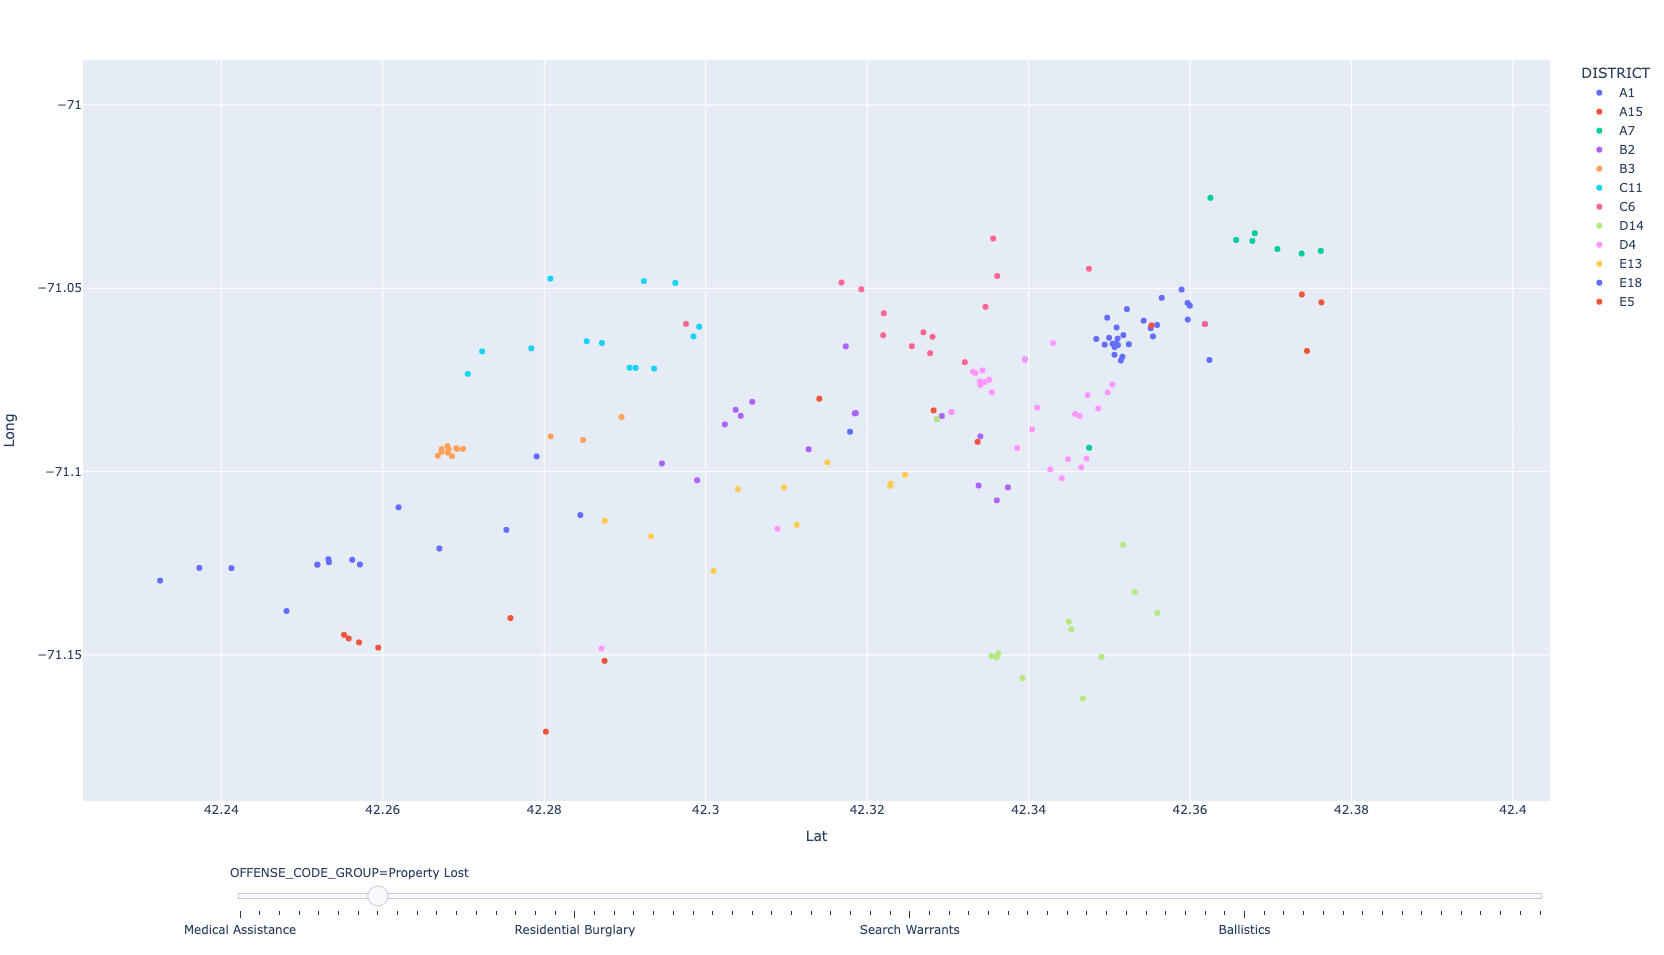 DISTRICT
A1
A15
A7
B2
B3
C11
C6
D14
D4
E13
E18
E5
−71
−71.05
−71.1
−71.15
Long
42.24 42.26 42.28 42.3 42.32 42.34 42.36 42.38 42.4
Lat
OFFENSE_CODE_GROUP=Property Lost
Medical Assistance Residential Burglary Search Warrants Ballistics